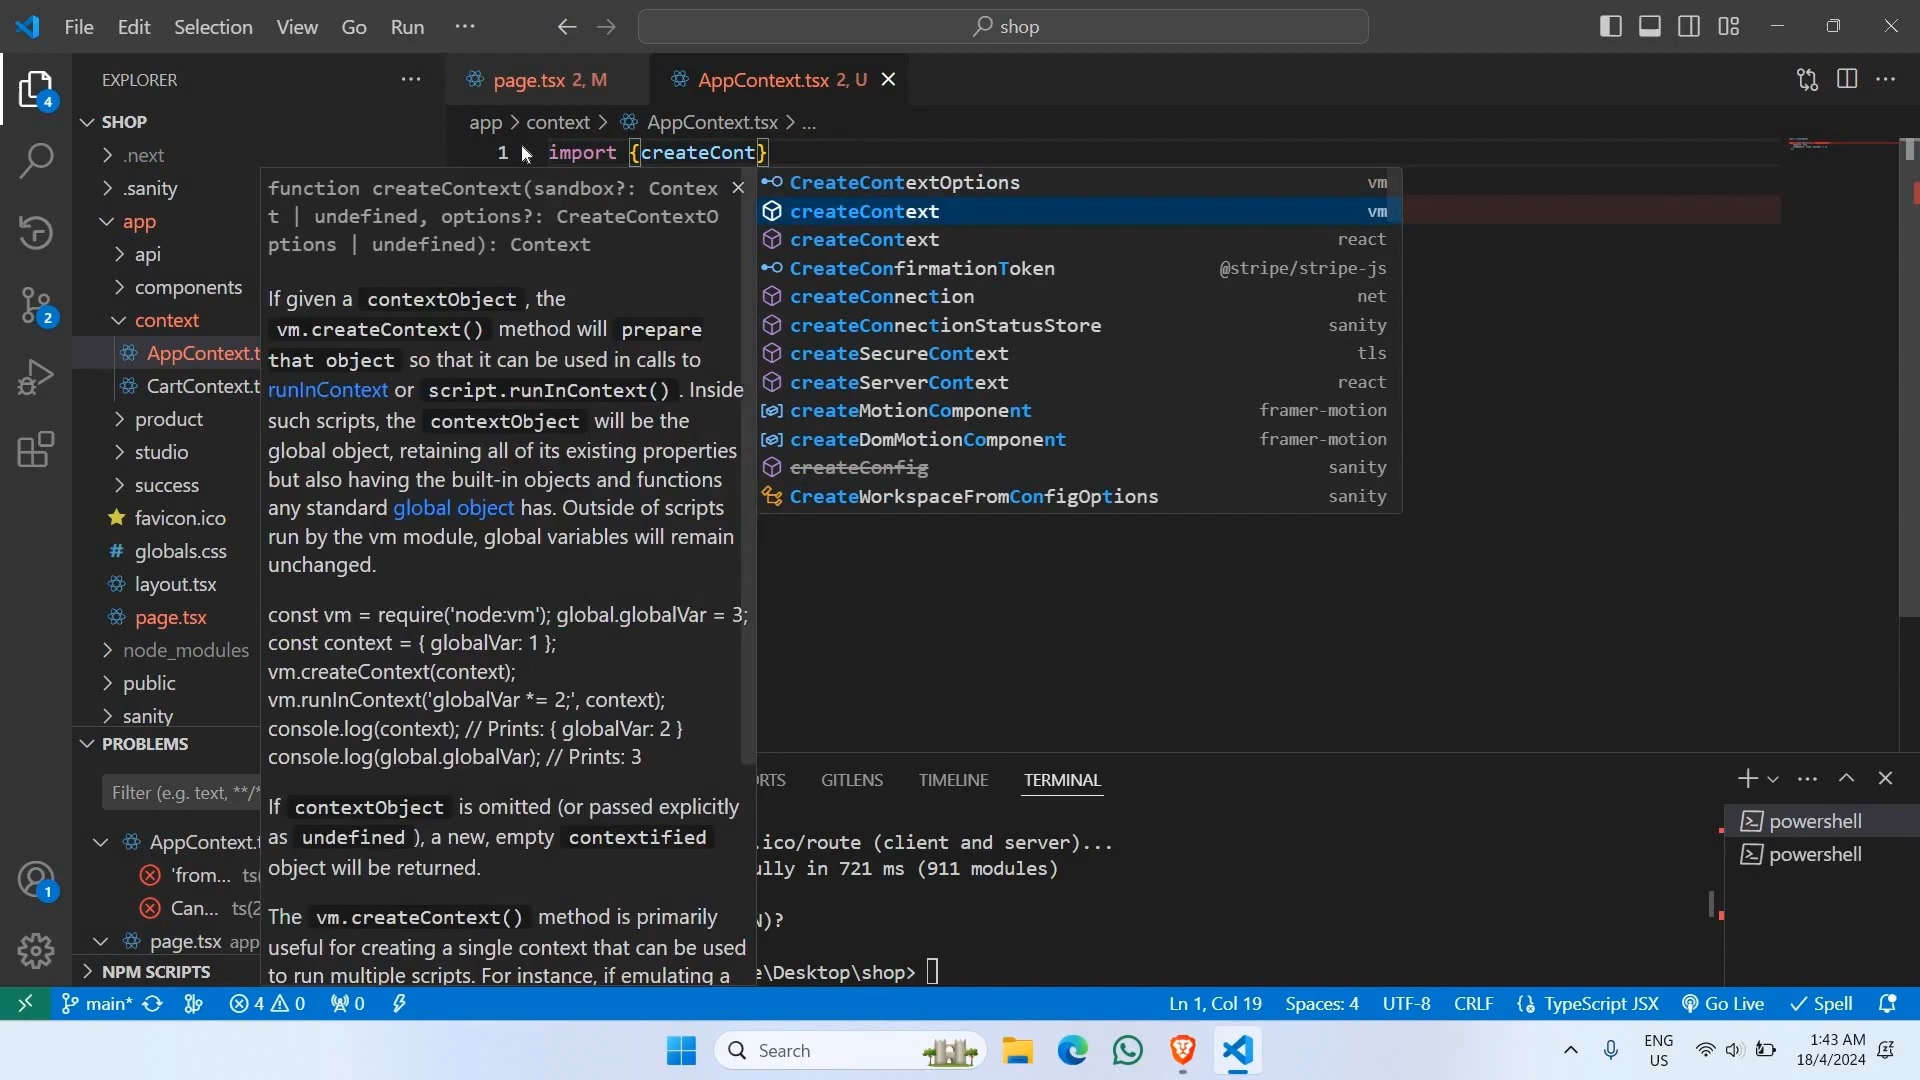 File Edit Selection View Go Run ··· shop
EXPLORER ···
page.tsx 2, M
AppContext.tsx 2, U
SHOP
app > context > AppContext.tsx > ...
.next
1 import {createCont}
.sanity
app
api
components
context
AppContext.t
CartContext.t
product
studio
success
favicon.ico
# globals.css
layout.tsx
page.tsx
node_modules
public
sanity
function createContext(sandbox?: Contex
t | undefined, options?: CreateContextO
ptions | undefined): Context
If given a contextObject, the
vm.createContext() method will prepare
that object so that it can be used in calls to
runInContext or script.runInContext(). Inside
such scripts, the contextObject will be the
global object, retaining all of its existing properties
but also having the built-in objects and functions
any standard global object has. Outside of scripts
run by the vm module, global variables will remain
unchanged.
const vm = require('node:vm'); global.globalVar = 3;
const context = { globalVar: 1 };
vm.createContext(context);
vm.runInContext('globalVar *= 2;', context);
console.log(context); // Prints: { globalVar: 2 }
console.log(global.globalVar); // Prints: 3
If contextObject is omitted (or passed explicitly
as undefined), a new, empty contextified
object will be returned.
The vm.createContext() method is primarily
useful for creating a single context that can be used
to run multiple scripts. For instance, if emulating a
CreateContextOptions vm
createContext vm
createContext react
CreateConfirmationToken @stripe/stripe-js
createConnection net
createConnectionStatusStore sanity
createSecureContext tls
createServerContext react
createMotionComponent framer-motion
createDomMotionComponent framer-motion
createConfig sanity
CreateWorkspaceFromConfigOptions sanity
PROBLEMS
Filter (e.g. text, **/*
AppContext.t
'from... ts(
Can... ts(2
page.tsx app
NPM SCRIPTS
RTS GITLENS TIMELINE TERMINAL
.ico/route (client and server)...
lly in 721 ms (911 modules)
N)?
e\Desktop\shop>
powershell
powershell
4
2
1
main* 4 0 0 Ln 1, Col 19 Spaces: 4 UTF-8 CRLF {} TypeScript JSX Go Live Spell
Search
ENG
US
1:43 AM
18/4/2024